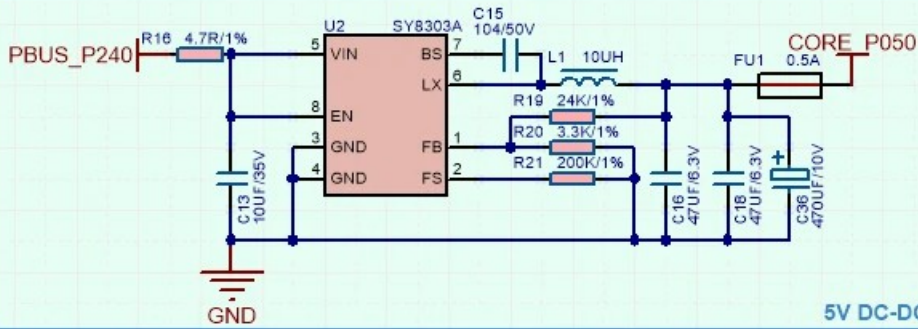 C15
U2 SY8303A 104/50V
R16 4.7R/1% 5 VIN BS 7 L1 10UH FU1 0.5A CORE_P050
PBUS_P240
LX 6
R19 24K/1%
8 EN
R20 3.3K/1%
3 GND FB 1
R21 200K/1%
4 GND FS 2
+
C13
10UF/35V
C16
47UF/6.3V
C18
47UF/6.3V
C36
470UF/10V
GND
5V DC-D